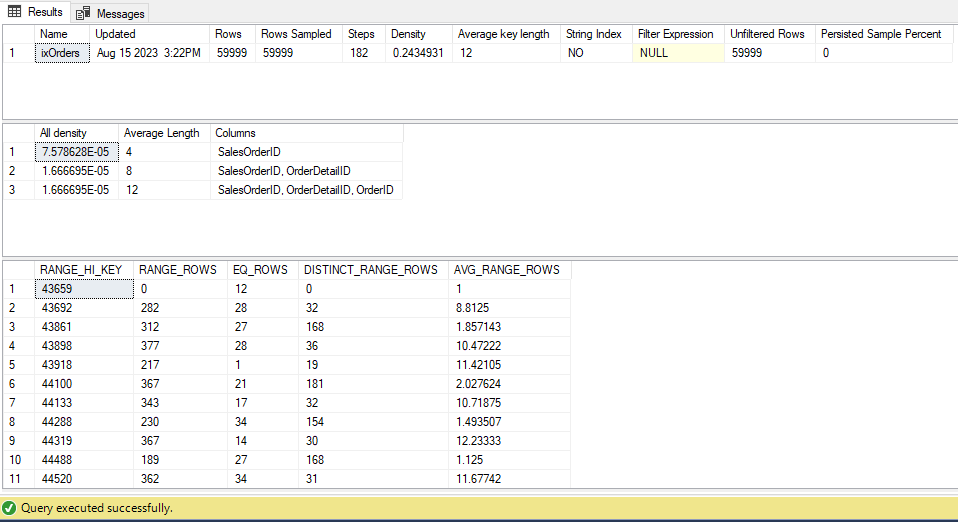 Results Messages
Name Updated Rows Rows Sampled Steps Density Average key length String Index Filter Expression Unfiltered Rows Persisted Sample Percent
1 ixOrders Aug 15 2023 3:22PM 59999 59999 182 0.2434931 12 NO NULL 59999 0
All density Average Length Columns
1 7.578628E-05 4 SalesOrderID
2 1.666695E-05 8 SalesOrderID, OrderDetailID
3 1.666695E-05 12 SalesOrderID, OrderDetailID, OrderID
RANGE_HI_KEY RANGE_ROWS EQ_ROWS DISTINCT_RANGE_ROWS AVG_RANGE_ROWS
1 43659 0 12 0 1
2 43692 282 28 32 8.8125
3 43861 312 27 168 1.857143
4 43898 377 28 36 10.47222
5 43918 217 1 19 11.42105
6 44100 367 21 181 2.027624
7 44133 343 17 32 10.71875
8 44288 230 34 154 1.493507
9 44319 367 14 30 12.23333
10 44488 189 27 168 1.125
11 44520 362 34 31 11.67742
Query executed successfully.